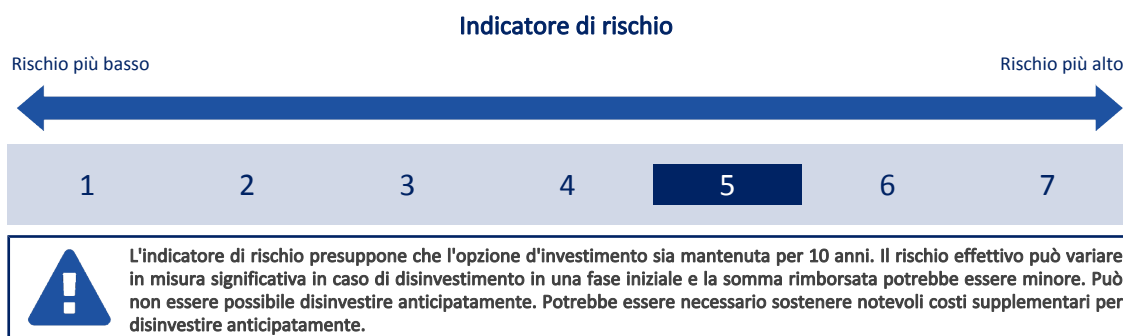 Indicatore di rischio
Rischio più basso Rischio più alto
1 2 3 4 5 6 7
L'indicatore di rischio presuppone che l'opzione d'investimento sia mantenuta per 10 anni. Il rischio effettivo può variare
in misura significativa in caso di disinvestimento in una fase iniziale e la somma rimborsata potrebbe essere minore. Può
non essere possibile disinvestire anticipatamente. Potrebbe essere necessario sostenere notevoli costi supplementari per
disinvestire anticipatamente.